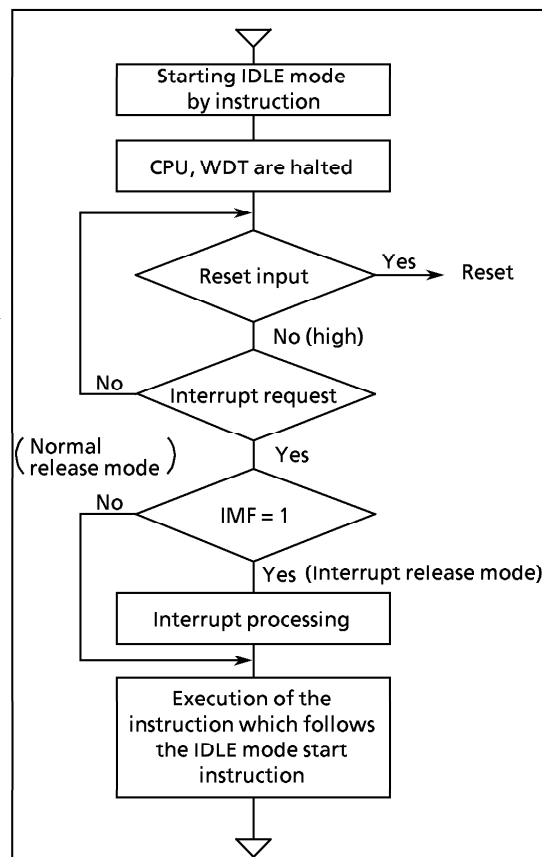 Starting IDLE mode
by instruction
CPU, WDT are halted
Reset input
Yes
Reset
No (high)
No
Interrupt request
(Normal
release mode)
Yes
No
IMF = 1
Yes (Interrupt release mode)
Interrupt processing
Execution of the
instruction which follows
the IDLE mode start
instruction